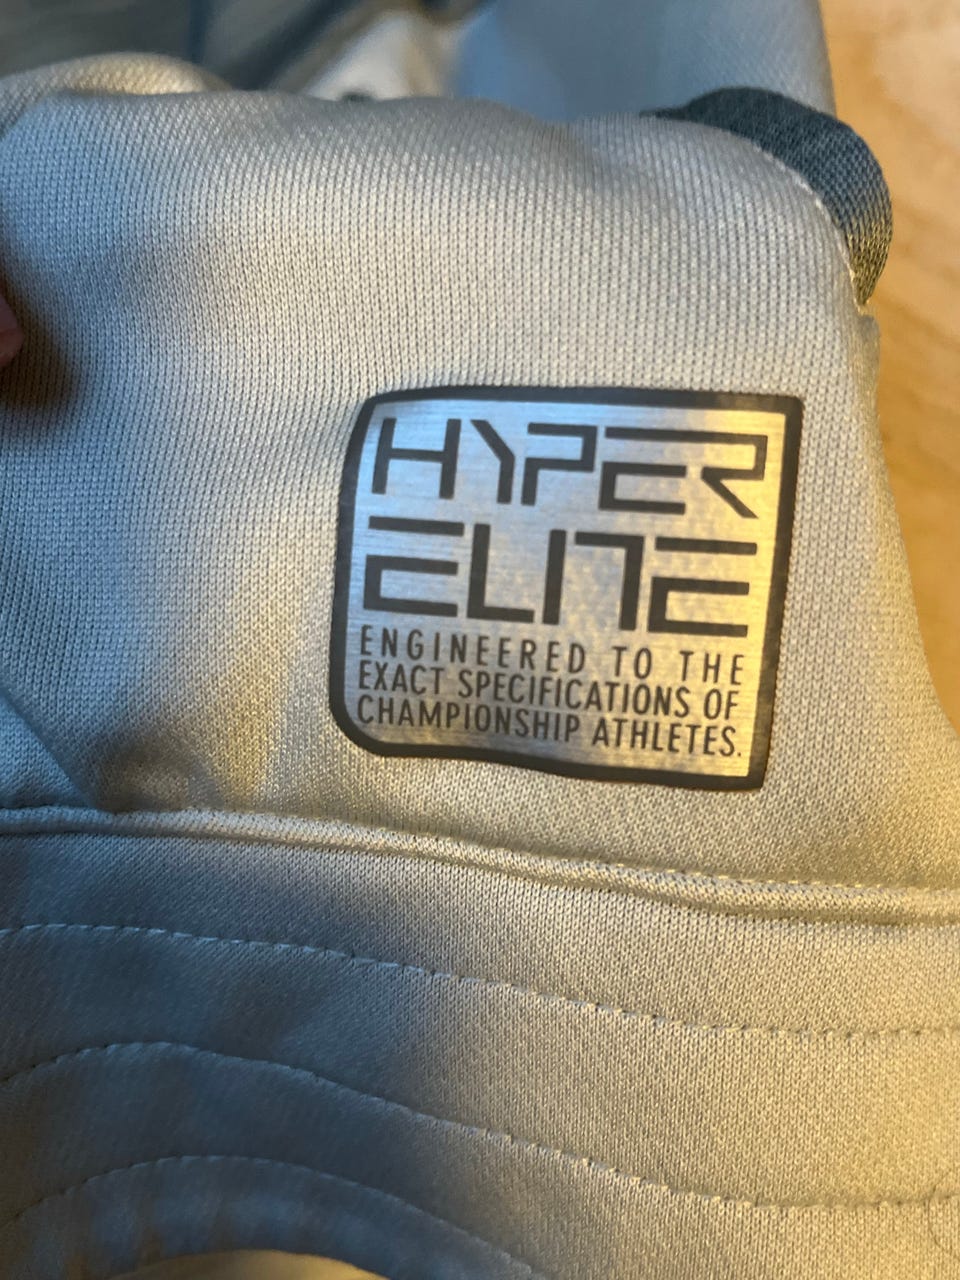 HYPER
ELITE
ENGINEERED TO THE
EXACT SPECIFICATIONS OF
CHAMPIONSHIP ATHLETES.